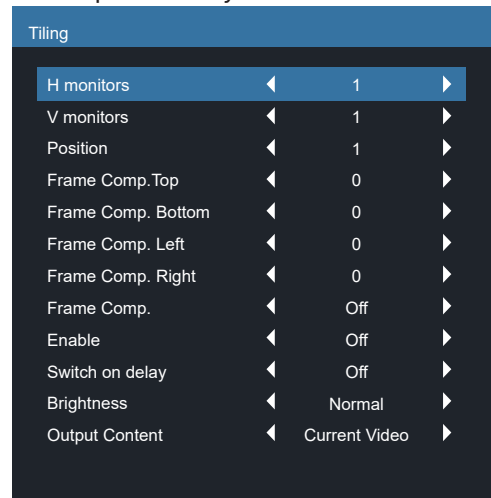 Tiling
H monitors 1
V monitors 1
Position 1
Frame Comp.Top 0
Frame Comp. Bottom 0
Frame Comp. Left 0
Frame Comp. Right 0
Frame Comp. Off
Enable Off
Switch on delay Off
Brightness Normal
Output Content Current Video